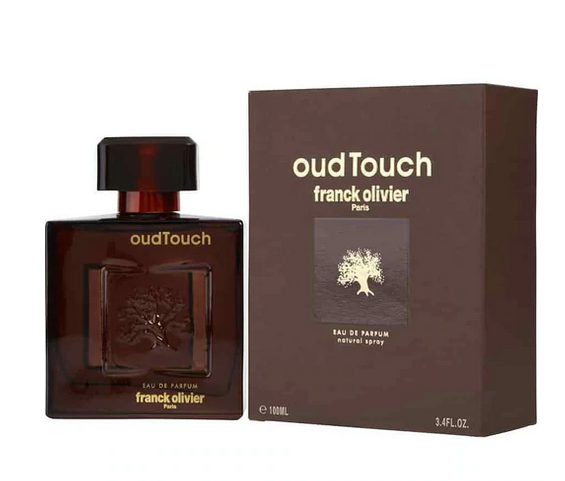 oudTouch
EAU DE PARFUM
franck olivier
Paris
oudTouch
franck olivier
Paris
EAU DE PARFUM
natural spray
℮ 100ML
3.4FL.OZ.